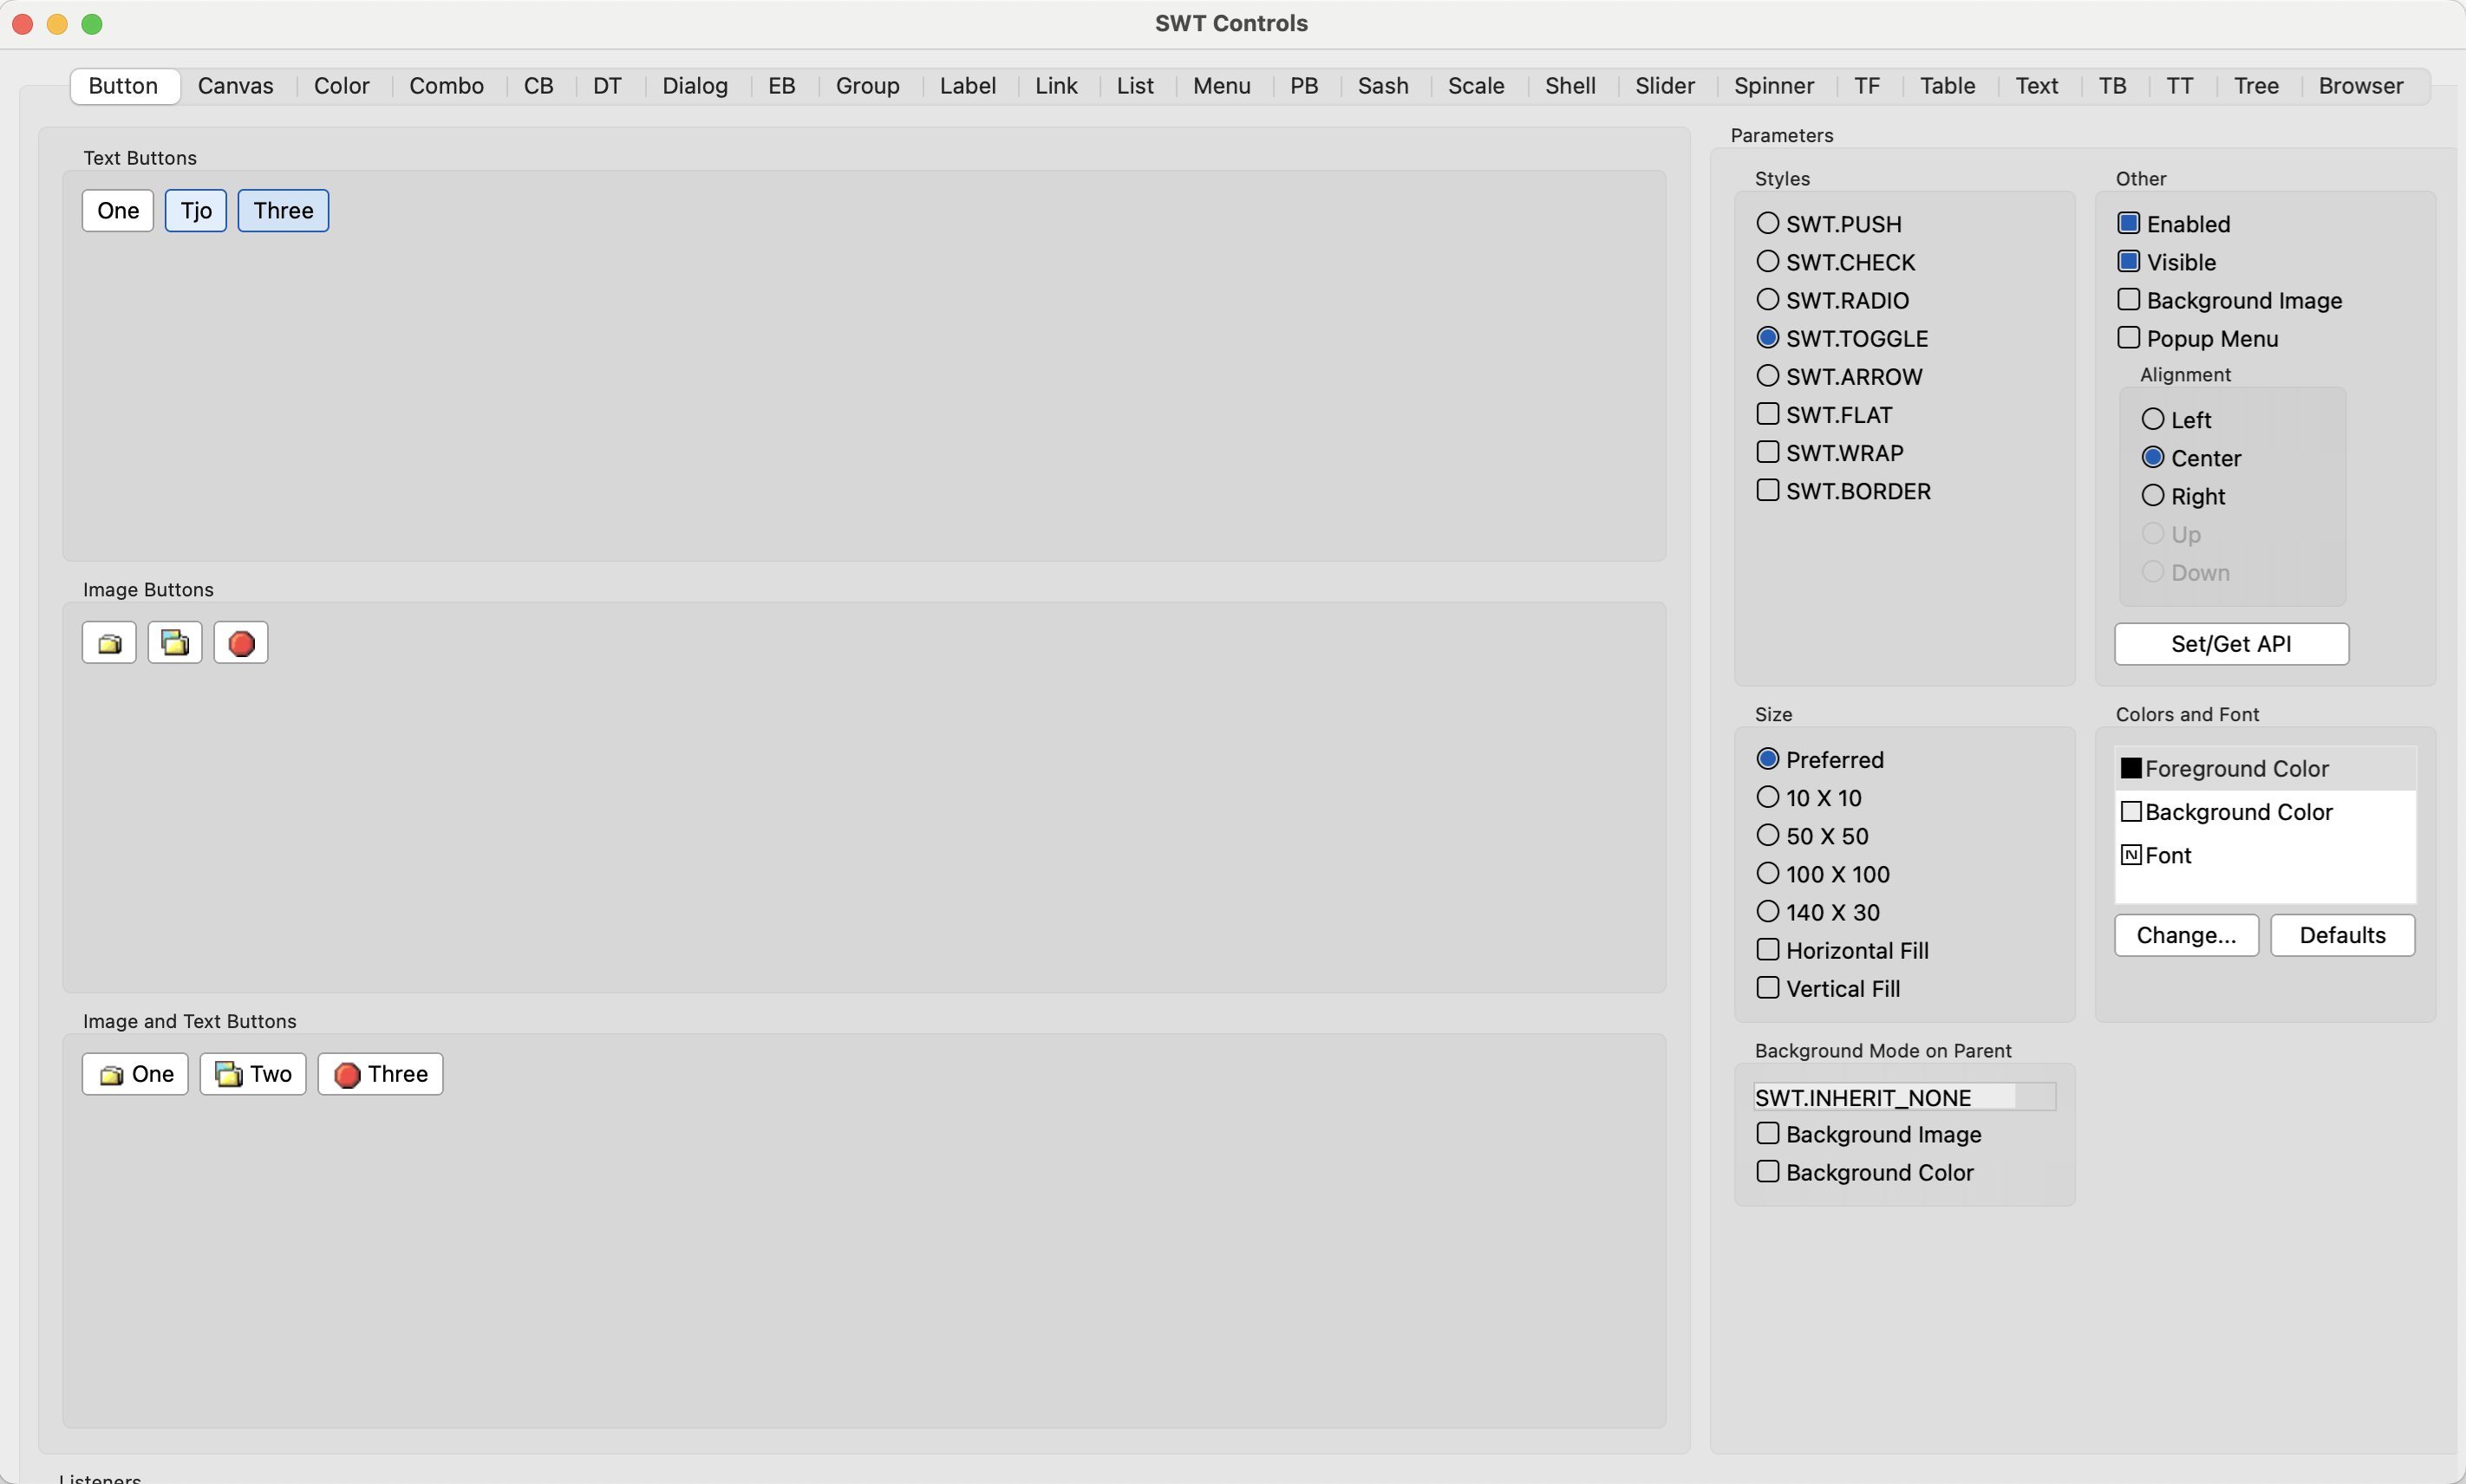 SWT Controls
Button Canvas Color Combo CB DT Dialog EB Group Label Link List Menu PB Sash Scale Shell Slider Spinner TF Table Text TB TT Tree Browser
Text Buttons
One Tjo Three
Image Buttons
Image and Text Buttons
One Two Three
Listeners
Parameters
Styles
SWT.PUSH
SWT.CHECK
SWT.RADIO
SWT.TOGGLE
SWT.ARROW
SWT.FLAT
SWT.WRAP
SWT.BORDER
Other
Enabled
Visible
Background Image
Popup Menu
Alignment
Left
Center
Right
Up
Down
Set/Get API
Size
Preferred
10 X 10
50 X 50
100 X 100
140 X 30
Horizontal Fill
Vertical Fill
Colors and Font
Foreground Color
Background Color
N Font
Change... Defaults
Background Mode on Parent
SWT.INHERIT_NONE
Background Image
Background Color